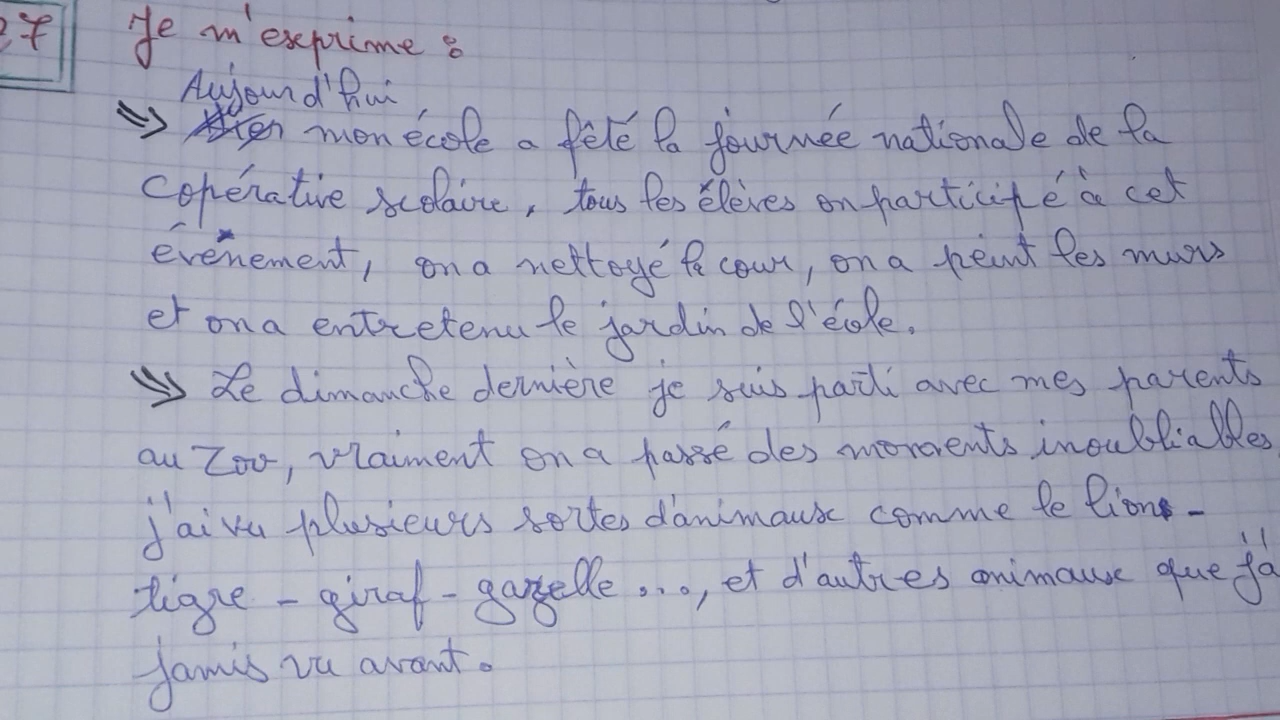 27 Je m'exprime :
Aujourd'hui
⇒ mon école a fêté la journée nationale de la
Copérative scolaire, tous les élèves on participé à cet
évènement, on a nettoyé la cour, on a peint les murs
et on a entretenu le jardin de l'école.
⇒ Le dimanche dernière je suis parti avec mes parents
au Zoo, vraiment on a passé des moments inoubliables,
j'ai vu plusieurs sortes d'animaux comme le lion -
tigre - giraf - gazelle ..., et d'autres animaux que j'a
jamis vu avant.